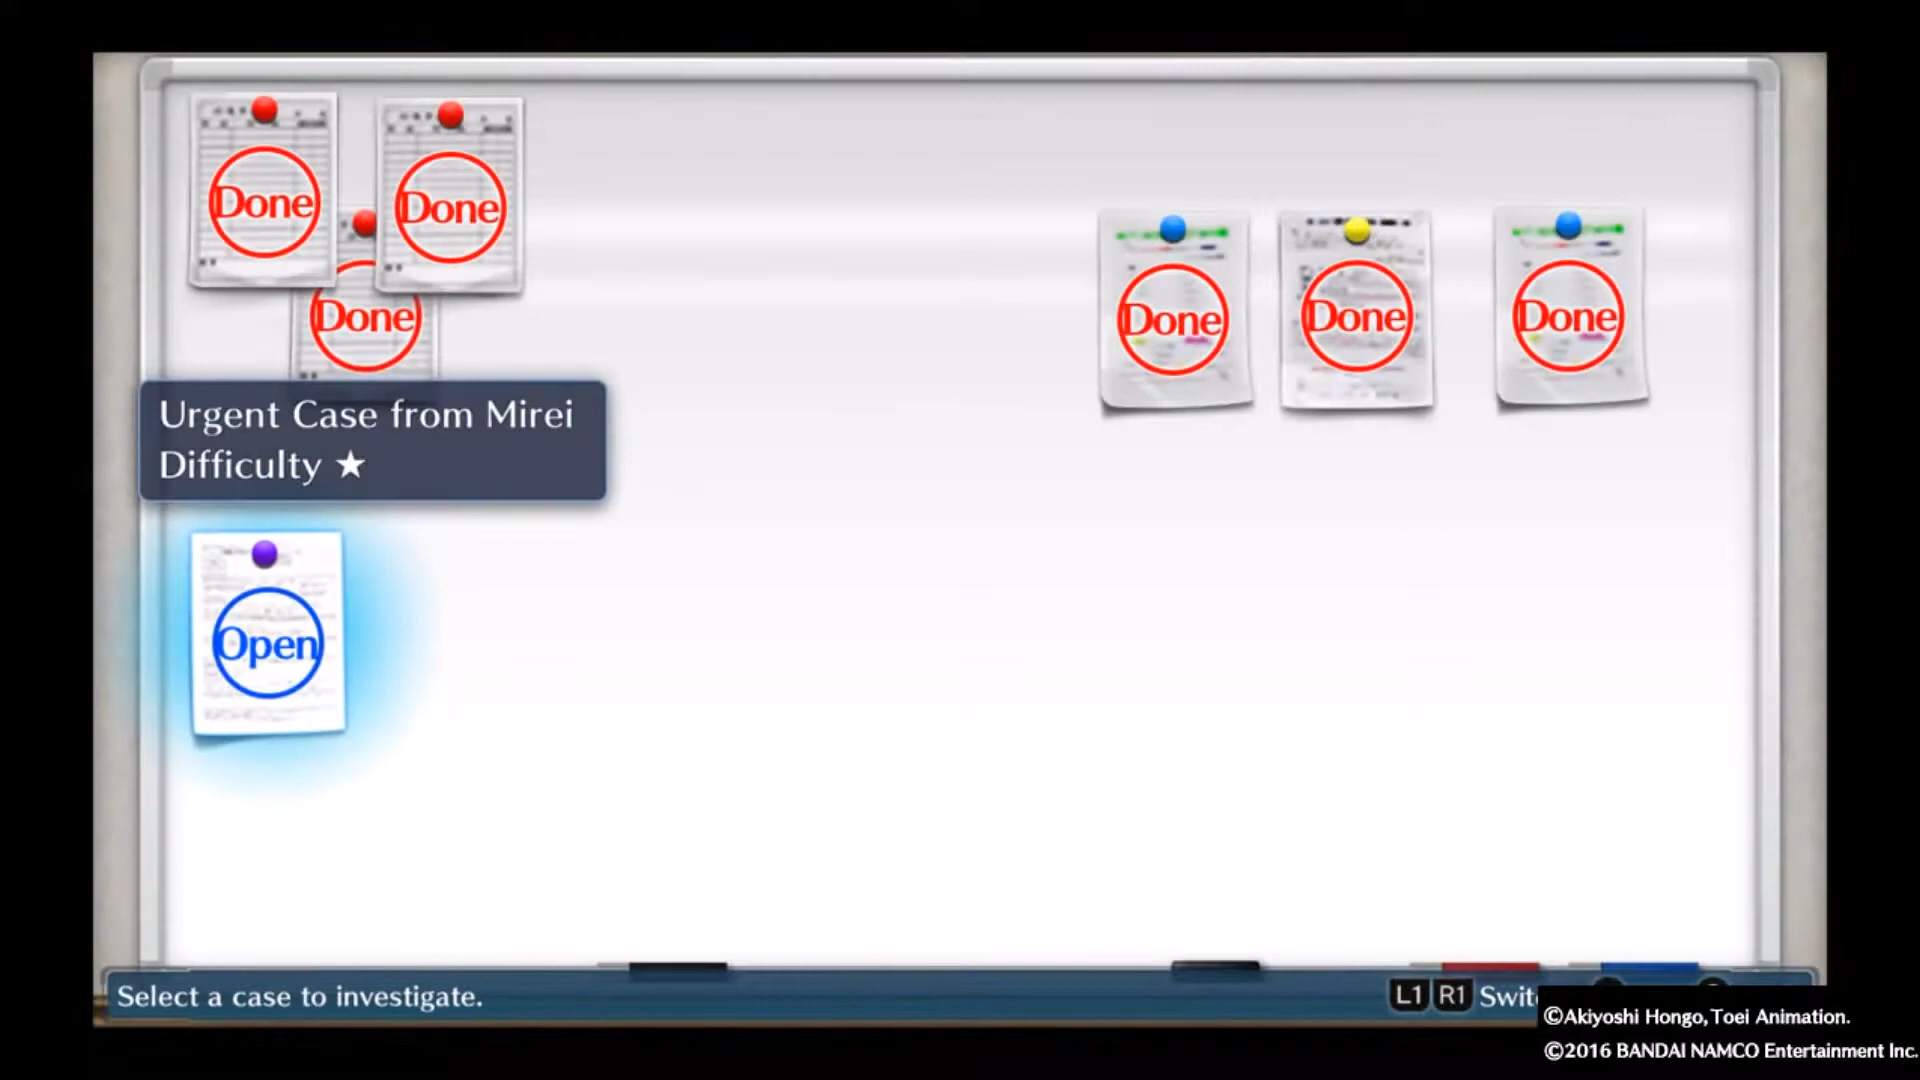 Done
Done
Done
Done
Done
Done
Urgent Case from Mirei
Difficulty ★
Open
Select a case to investigate.
L1 R1
©Akiyoshi Hongo, Toei Animation.
©2016 BANDAI NAMCO Entertainment Inc.